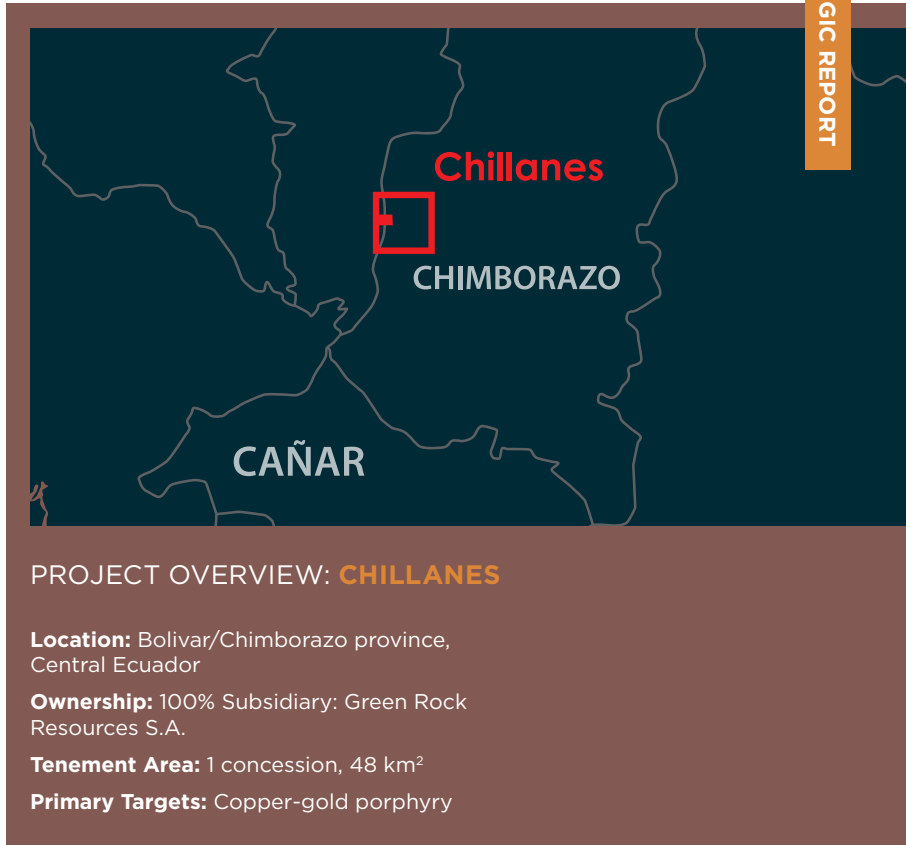 GIC REPORT
Chillanes
CHIMBORAZO
CAÑAR
PROJECT OVERVIEW: CHILLANES
Location: Bolivar/Chimborazo province,
Central Ecuador
Ownership: 100% Subsidiary: Green Rock
Resources S.A.
Tenement Area: 1 concession, 48 km²
Primary Targets: Copper-gold porphyry